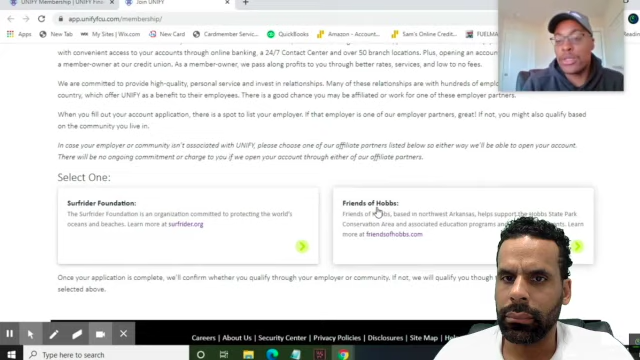 UNIFY Membership | UNIFY Fina
Join UNIFY
app.unifyfcu.com/membership/
Apps
My Sites | Wix.com
CCU
QuickBooks
Amazon - Account
Sam's Credit Account
FUELMA
with convenient access to your accounts through online banking, a 24/7 Contact Center and over 50 branch locations. Plus, opening an account
a member-owner at our credit union. As a member-owner, we pass along profits to you through better rates, services, and low to no fees.
We are committed to provide high-quality, personal service and invest in relationships. Many of these relationships are with hundreds of
country, which offer UNIFY as a benefit to their employees. There is a good chance you may be affiliated or work for one of these employer partners.
When you fill out your account application, there is a spot to list your employer. If that employer is one of our employer partners, great! If not, you might also qualify based
on the community you live in.
In case your employer or community isn't associated with UNIFY, please choose one of our affiliate partners listed below so either way we'll be able to open your account.
There will be no ongoing commitment or charge to you if we open your account through either of our affiliate partners.
Select One:
Surfrider Foundation:
The Surfrider Foundation is an organization committed to protecting the world's
oceans and beaches. Learn more at surfrider.org
Friends of Hobbs:
Friends of Hobbs, based in northwest Arkansas, helps support the Hobbs State Park
Conservation Area and associated education programs and
more at friendsofhobbs.com
Learn
Once your application is complete, we'll confirm whether you qualify through your employer or community. If not, we will qualify you though
selected above.
Careers | About Us | Security Center | Privacy Policies | Disclosures | Site Map | Help
Type here to search